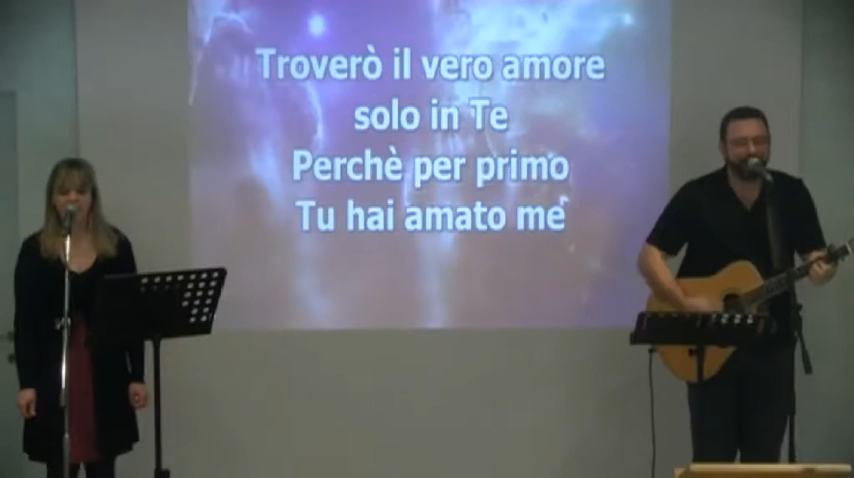 Troverò il vero amore
solo in Te
Perchè per primo
Tu hai amato me